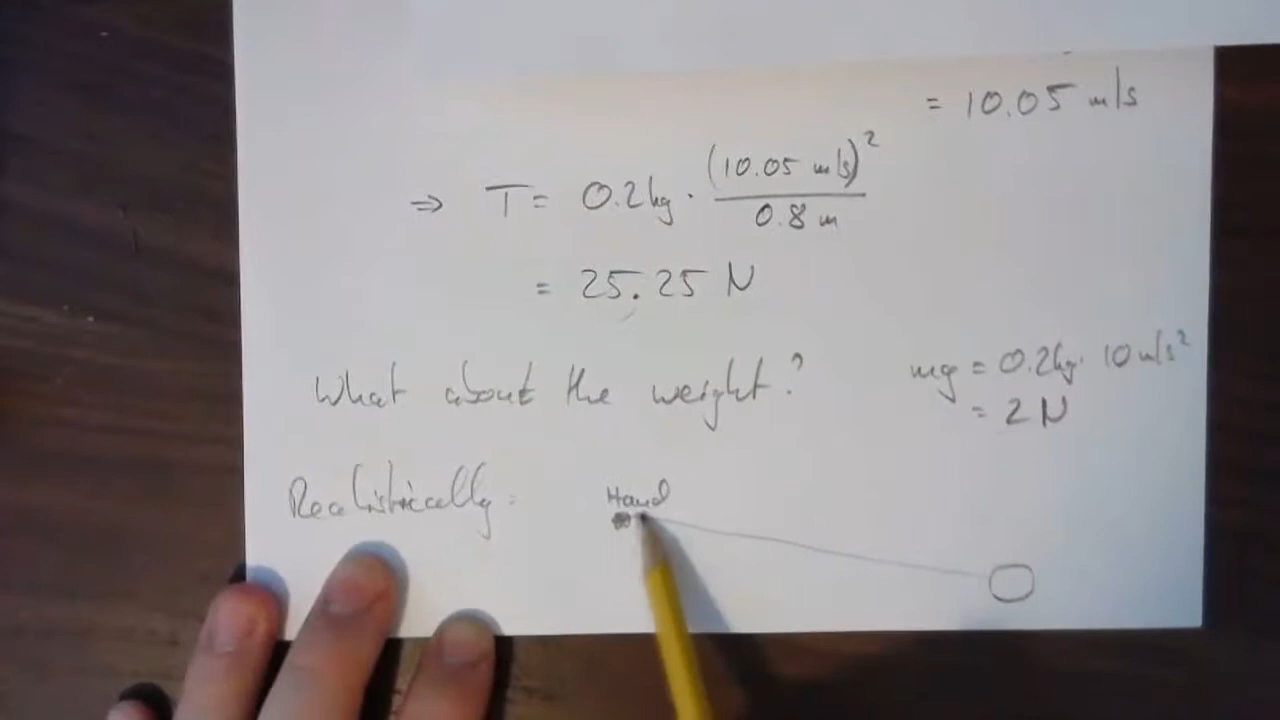 = 10.05 m/s
⇒ T = 0.2kg · (10.05 m/s)² / 0.8 m
= 25.25 N
What about the weight?
mg = 0.2kg · 10 m/s²
= 2 N
Realistically:
Hand